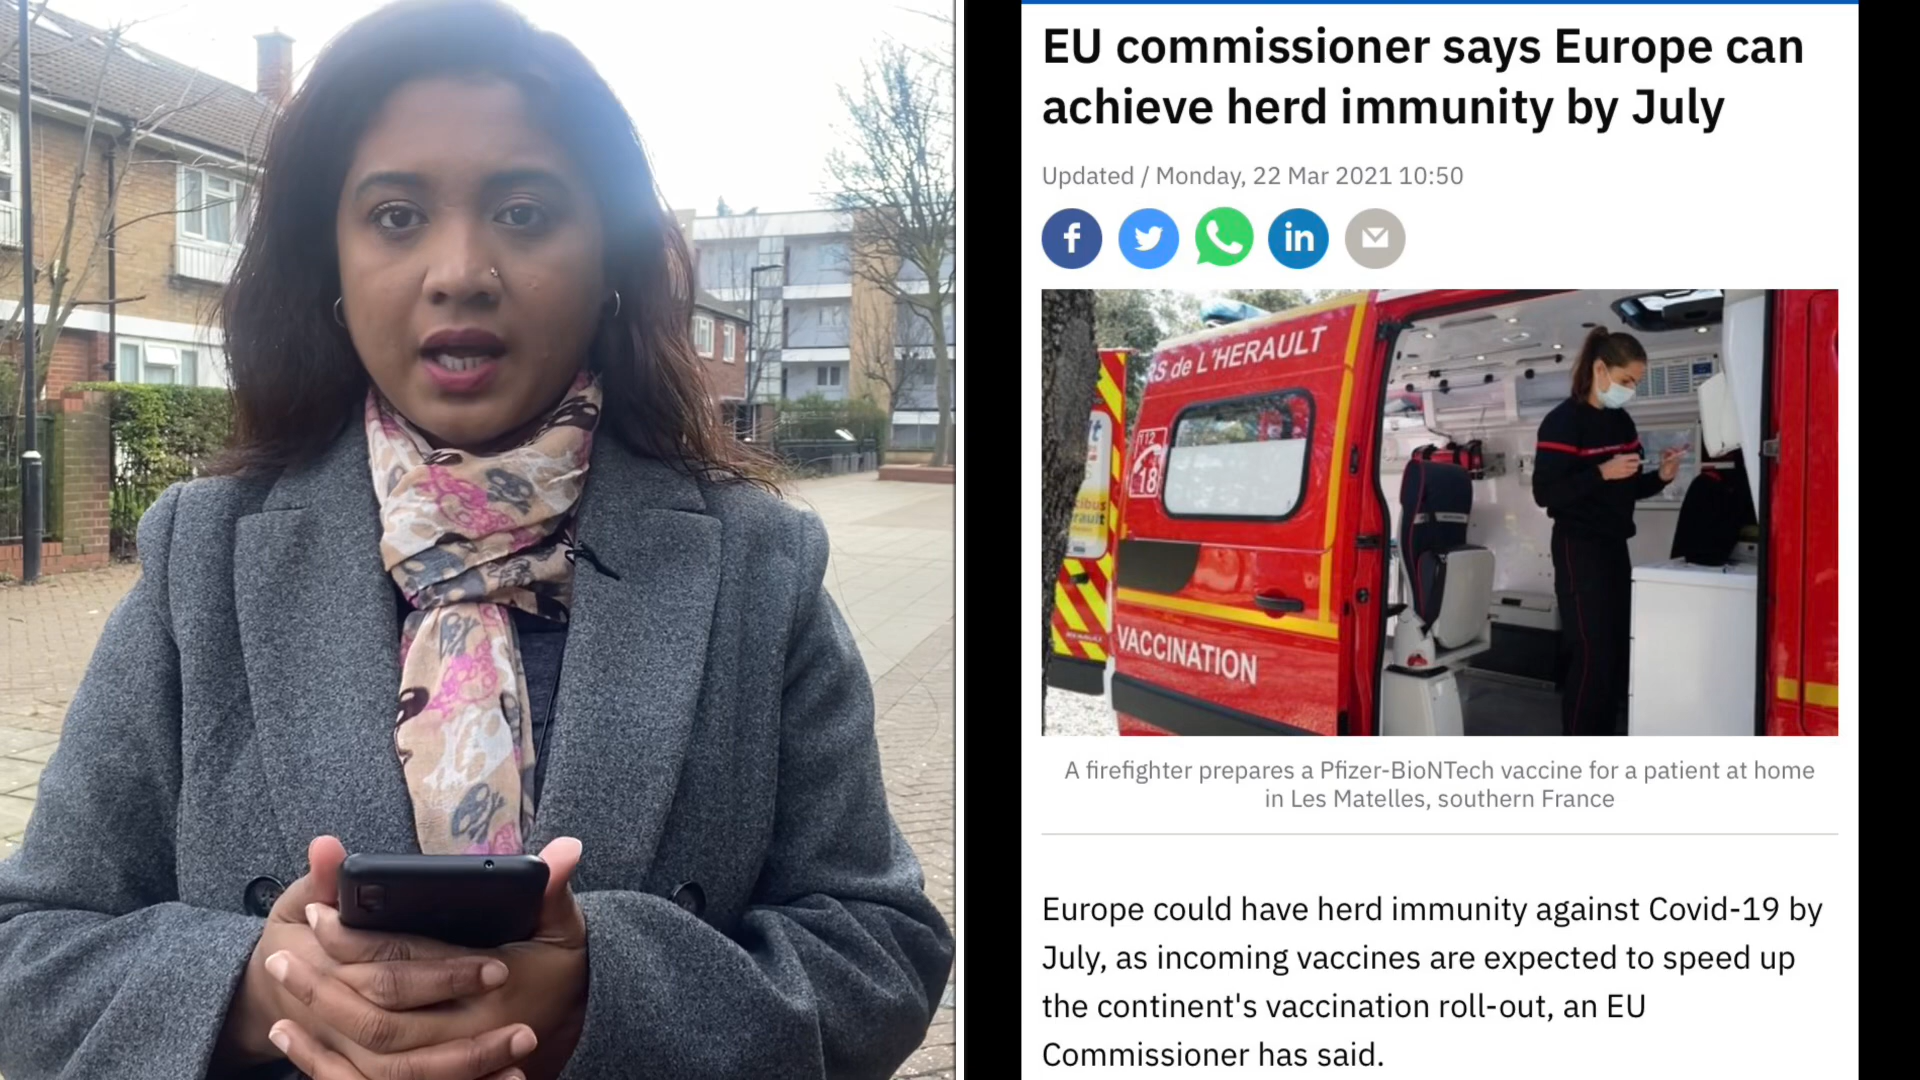 EU commissioner says Europe can
achieve herd immunity by July
Updated / Monday, 22 Mar 2021 10:50
f
in
RS de L'HERAULT
112
18
VACCINATION
A firefighter prepares a Pfizer-BioNTech vaccine for a patient at home
in Les Matelles, southern France
Europe could have herd immunity against Covid-19 by
July, as incoming vaccines are expected to speed up
the continent's vaccination roll-out, an EU
Commissioner has said.